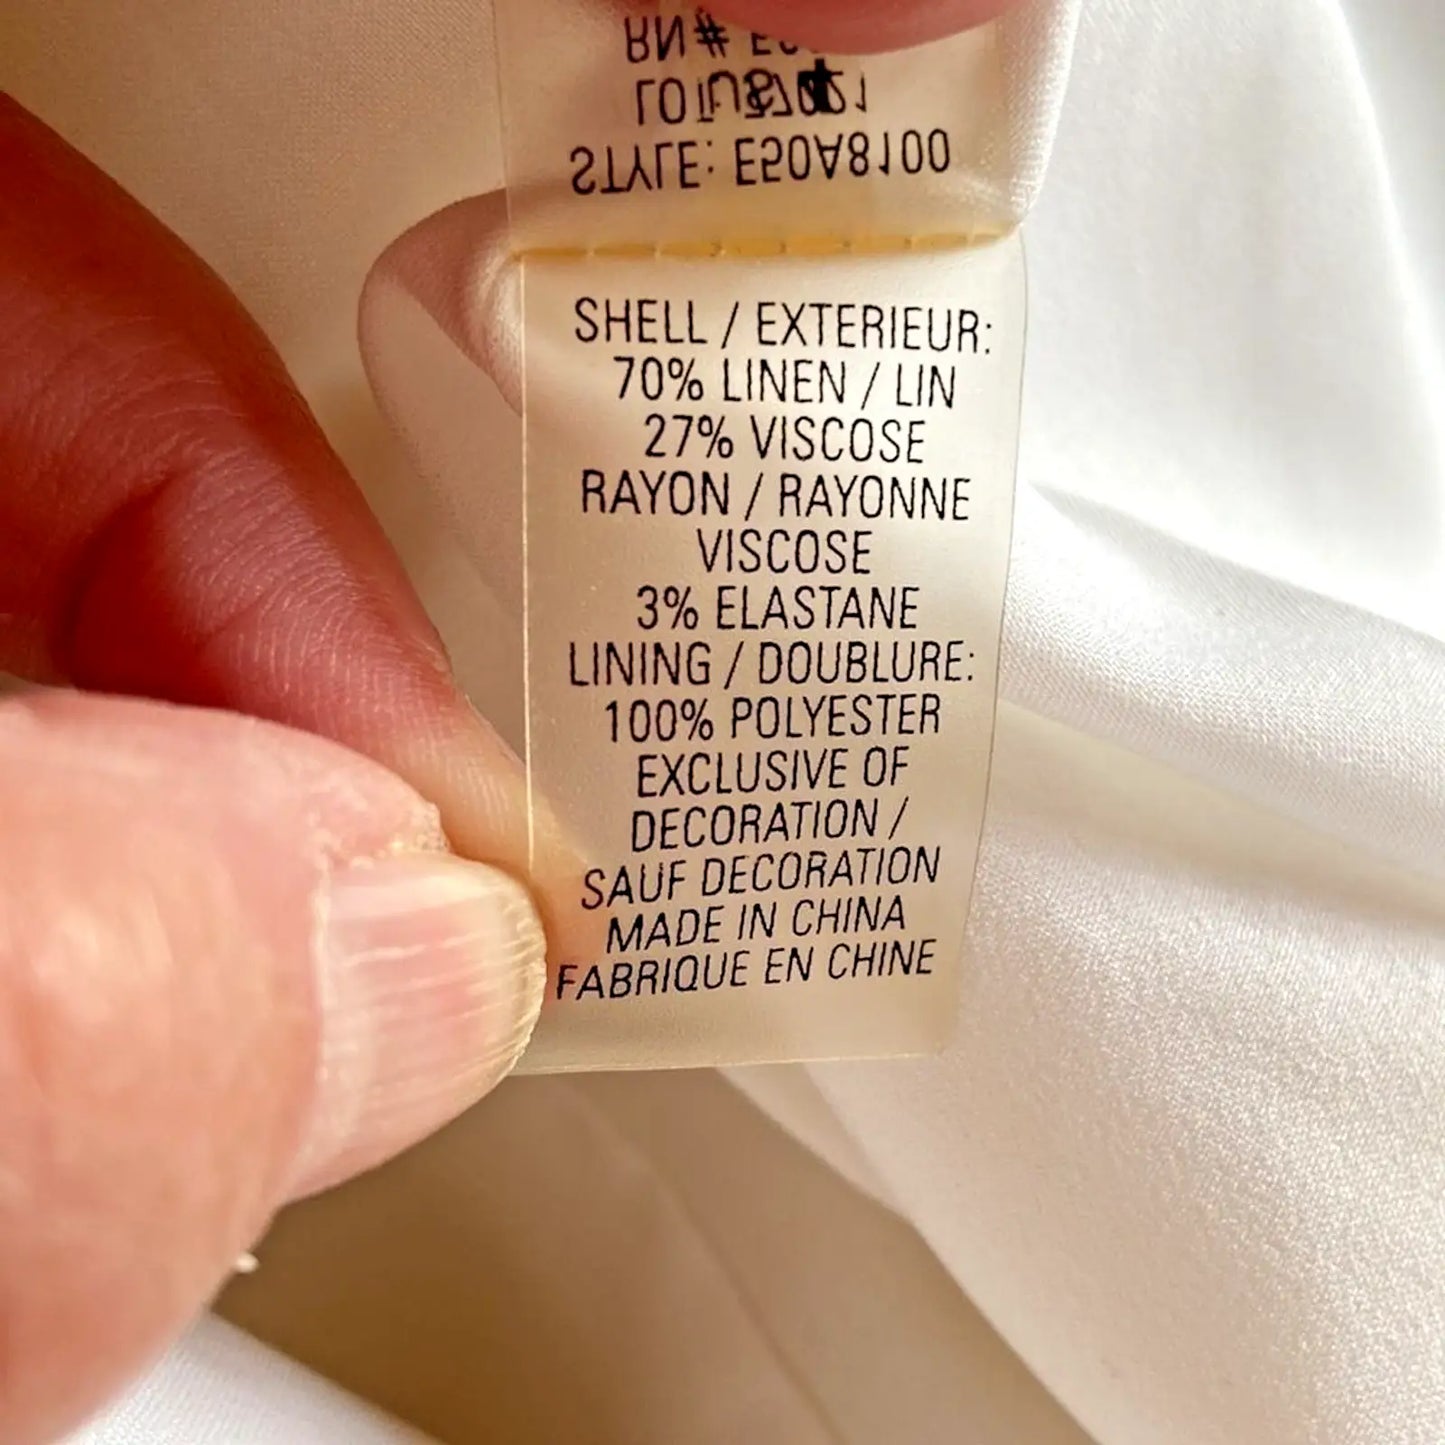 RN# E
STYLE: E50A8100
SHELL / EXTERIEUR:
70% LINEN / LIN
27% VISCOSE
RAYON / RAYONNE
VISCOSE
3% ELASTANE
LINING / DOUBLURE:
100% POLYESTER
EXCLUSIVE OF
DECORATION /
SAUF DECORATION
MADE IN CHINA
FABRIQUE EN CHINE